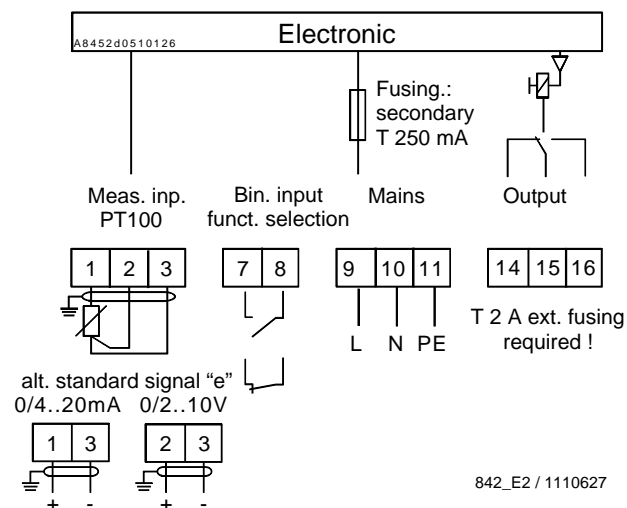 Electronic
A8452d0510126
Fusing.:
secondary
T 250 mA
Meas. inp.
PT100
Bin. input
funct. selection
Mains
Output
1 2 3
7 8
9 10 11
14 15 16
L N PE
T 2 A ext. fusing
required !
alt. standard signal “e”
0/4..20mA 0/2..10V
1 3
2 3
+ -
+ -
842_E2 / 1110627